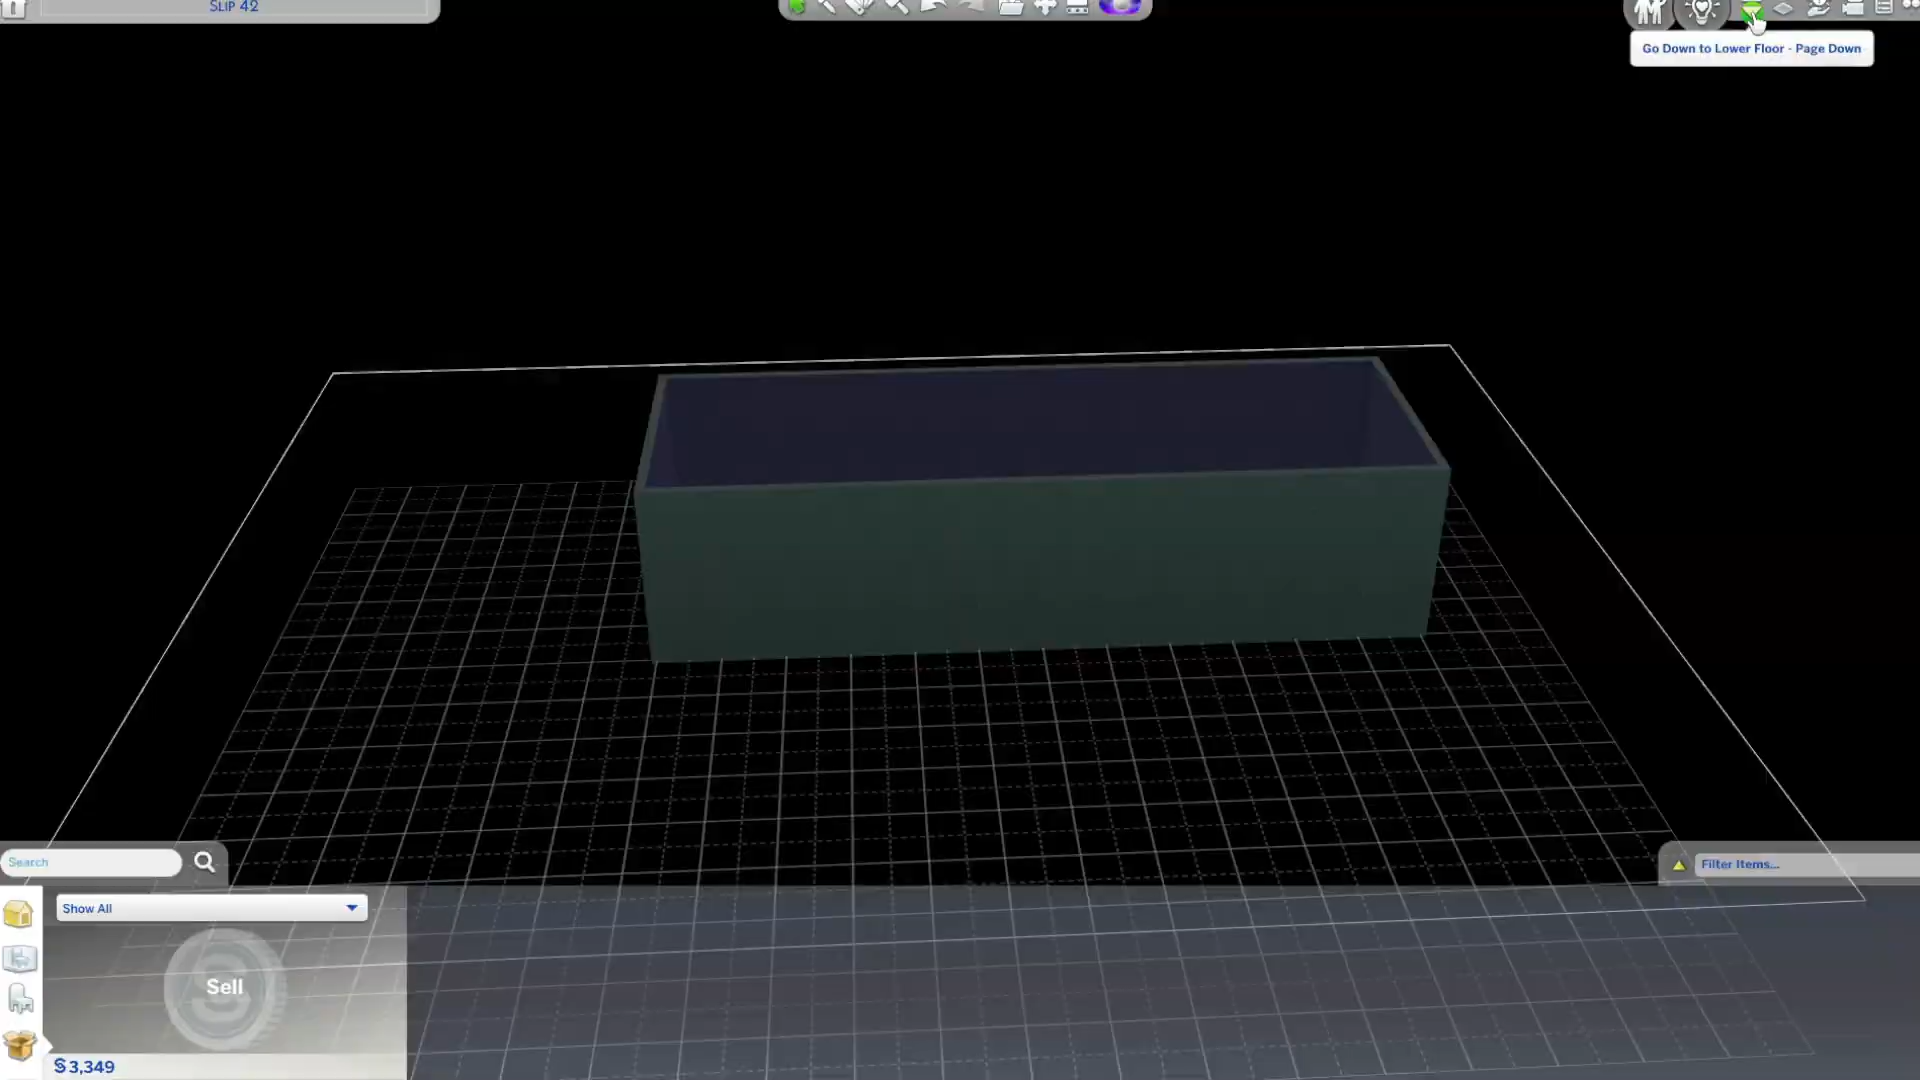 SLIP 42
Go Down to Lower Floor - Page Down
Search
Filter Items...
Show All
Sell
§3,349